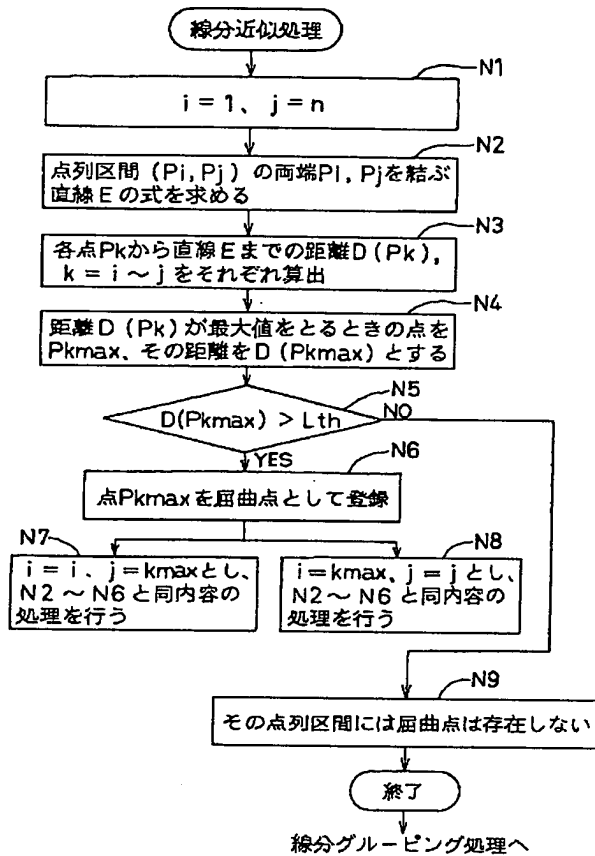 線分近似処理
N1
i = 1、j = n
N2
点列区間 (Pi, Pj) の両端Pi, Pjを結ぶ
直線Eの式を求める
N3
各点Pkから直線Eまでの距離D(Pk),
k = i ~ j をそれぞれ算出
N4
距離D(Pk)が最大値をとるときの点を
Pkmax、その距離をD(Pkmax)とする
N5
D(Pkmax) > Lth
NO
YES
N6
点Pkmaxを屈曲点として登録
N7
i = i、j = kmaxとし、
N2～N6と同内容の
処理を行う
N8
i = kmax、j = jとし、
N2～N6と同内容の
処理を行う
N9
その点列区間には屈曲点は存在しない
終了
線分グルーピング処理へ